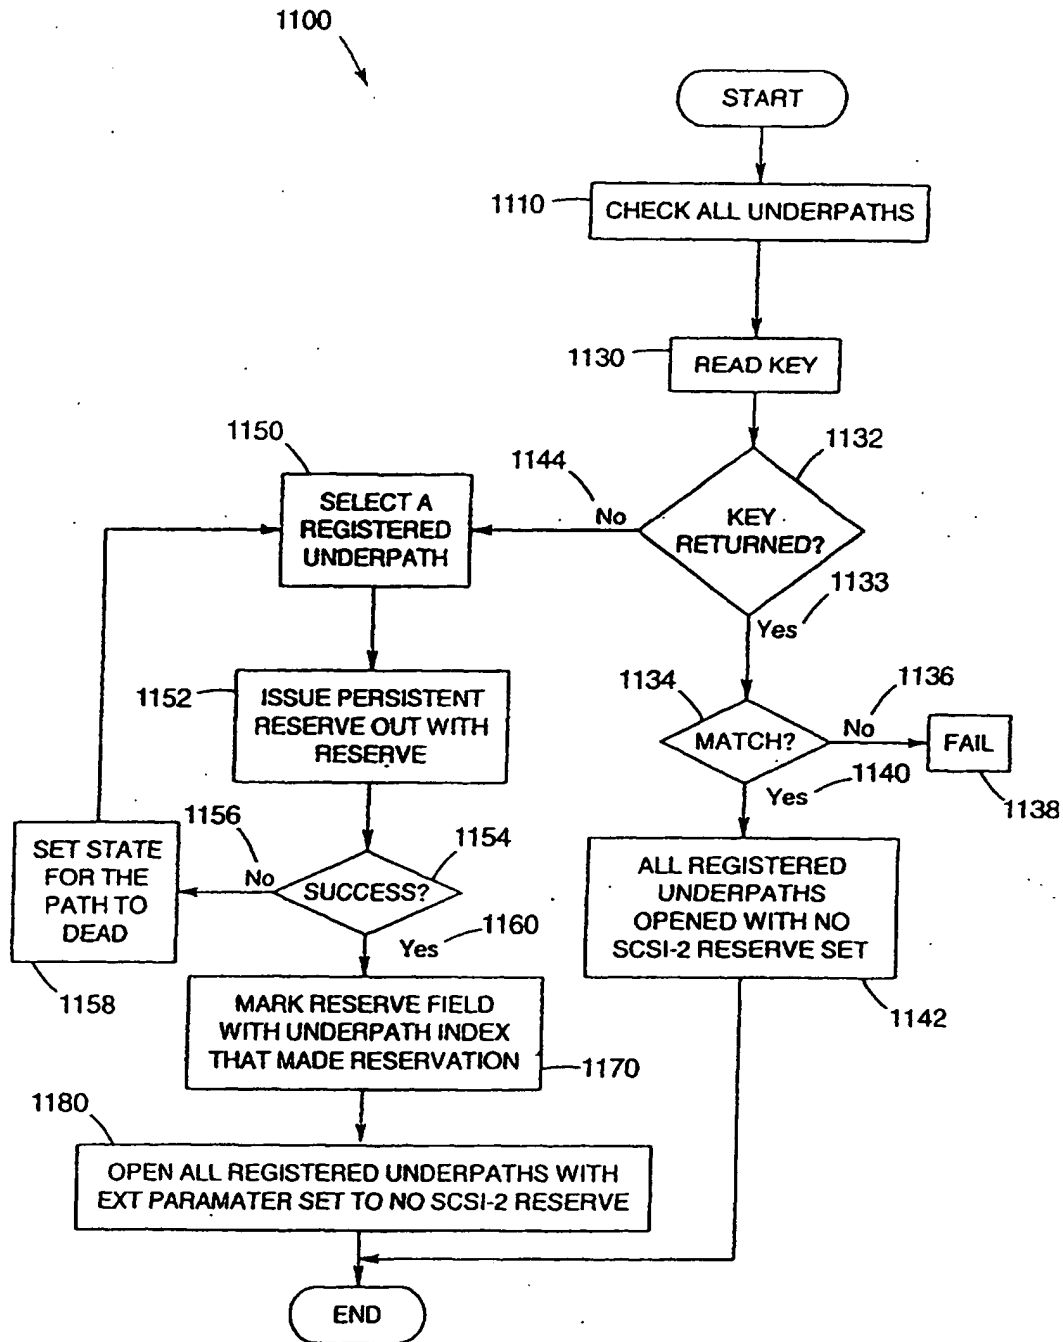 1100
START
1110
CHECK ALL UNDERPATHS
1130
READ KEY
1132
KEY
RETURNED?
1144
No
1133
Yes
1150
SELECT A
REGISTERED
UNDERPATH
1134
MATCH?
1136
No
FAIL
1138
1140
Yes
1152
ISSUE PERSISTENT
RESERVE OUT WITH
RESERVE
1154
SUCCESS?
1156
No
SET STATE
FOR THE
PATH TO
DEAD
1158
1160
Yes
ALL REGISTERED
UNDERPATHS
OPENED WITH NO
SCSI-2 RESERVE SET
1142
MARK RESERVE FIELD
WITH UNDERPATH INDEX
THAT MADE RESERVATION
1170
1180
OPEN ALL REGISTERED UNDERPATHS WITH
EXT PARAMATER SET TO NO SCSI-2 RESERVE
END